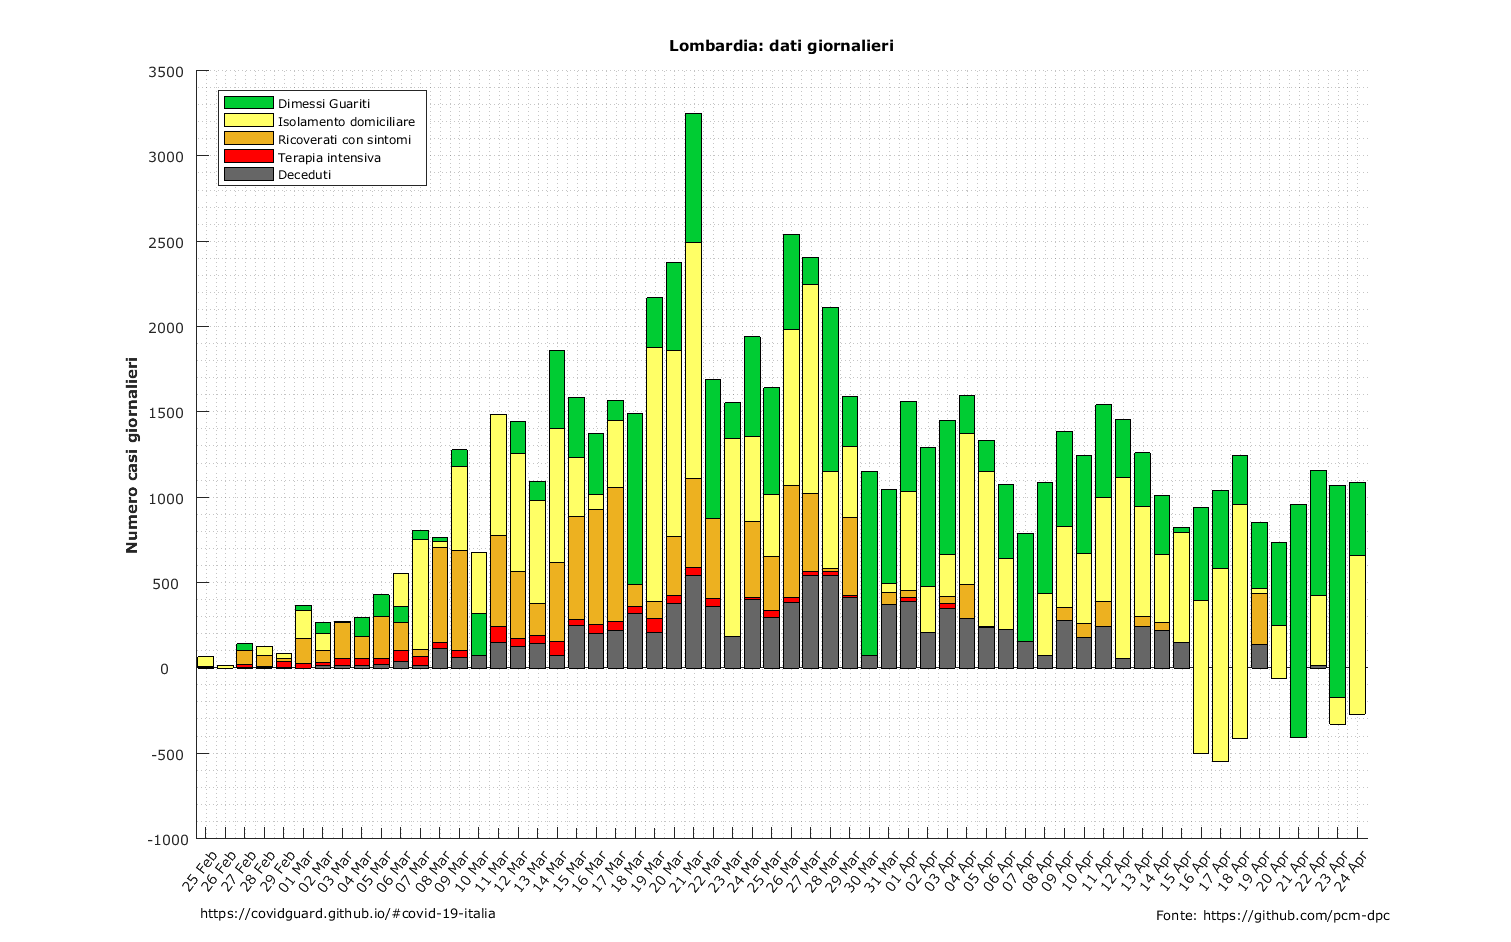 Lombardia: dati giornalieri
Numero casi giornalieri
3500
3000
2500
2000
1500
1000
500
0
-500
-1000
Dimessi Guariti
Isolamento domiciliare
Ricoverati con sintomi
Terapia intensiva
Deceduti
25 Feb
26 Feb
27 Feb
28 Feb
29 Feb
01 Mar
02 Mar
03 Mar
04 Mar
05 Mar
06 Mar
07 Mar
08 Mar
09 Mar
10 Mar
11 Mar
12 Mar
13 Mar
14 Mar
15 Mar
16 Mar
17 Mar
18 Mar
19 Mar
20 Mar
21 Mar
22 Mar
23 Mar
24 Mar
25 Mar
26 Mar
27 Mar
28 Mar
29 Mar
30 Mar
31 Mar
01 Apr
02 Apr
03 Apr
04 Apr
05 Apr
06 Apr
07 Apr
08 Apr
09 Apr
10 Apr
11 Apr
12 Apr
13 Apr
14 Apr
15 Apr
16 Apr
17 Apr
18 Apr
19 Apr
20 Apr
21 Apr
22 Apr
23 Apr
24 Apr
https://covidguard.github.io/#covid-19-italia
Fonte: https://github.com/pcm-dpc